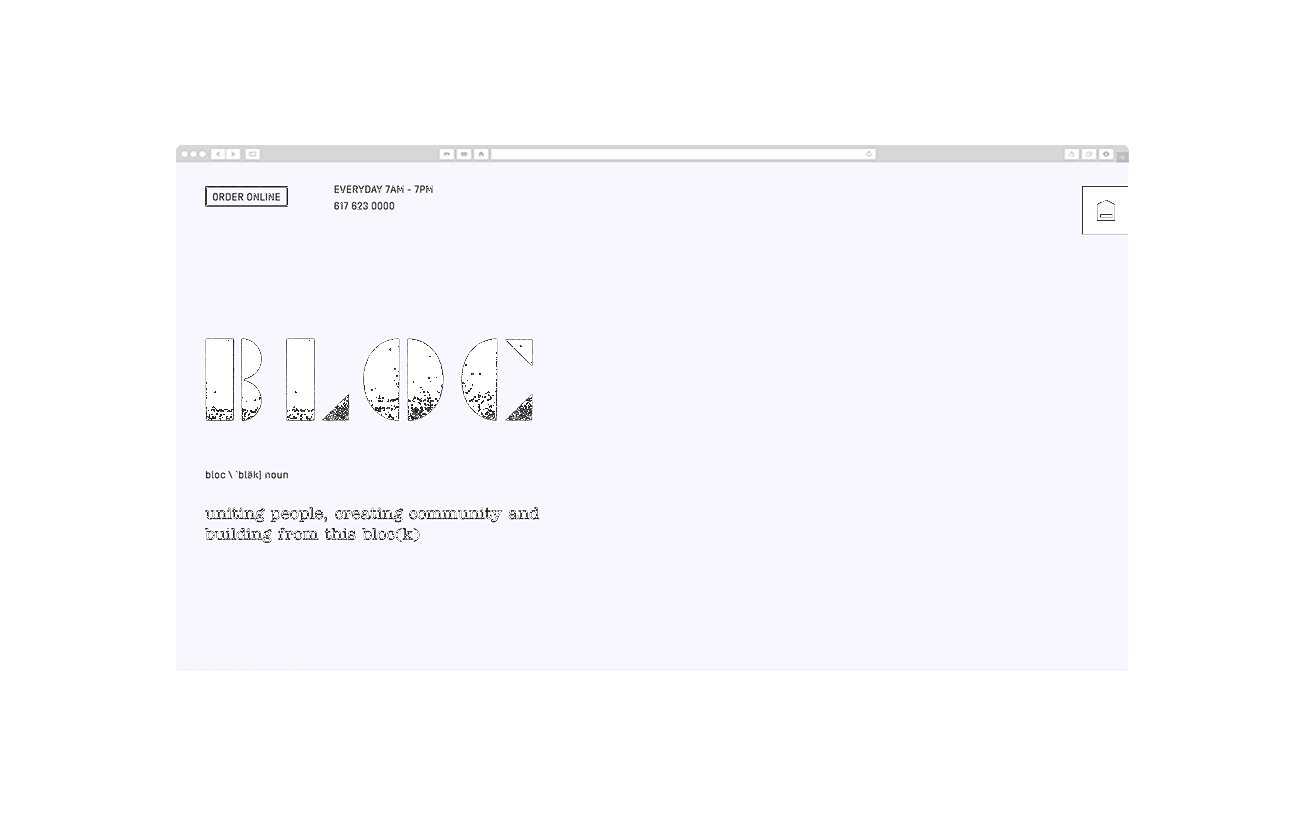 ORDER ONLINE
EVERYDAY 7AM - 7PM
617 623 0000
BLOC
bloc \ ˈbläk] noun
uniting people, creating community and
building from this bloc(k)